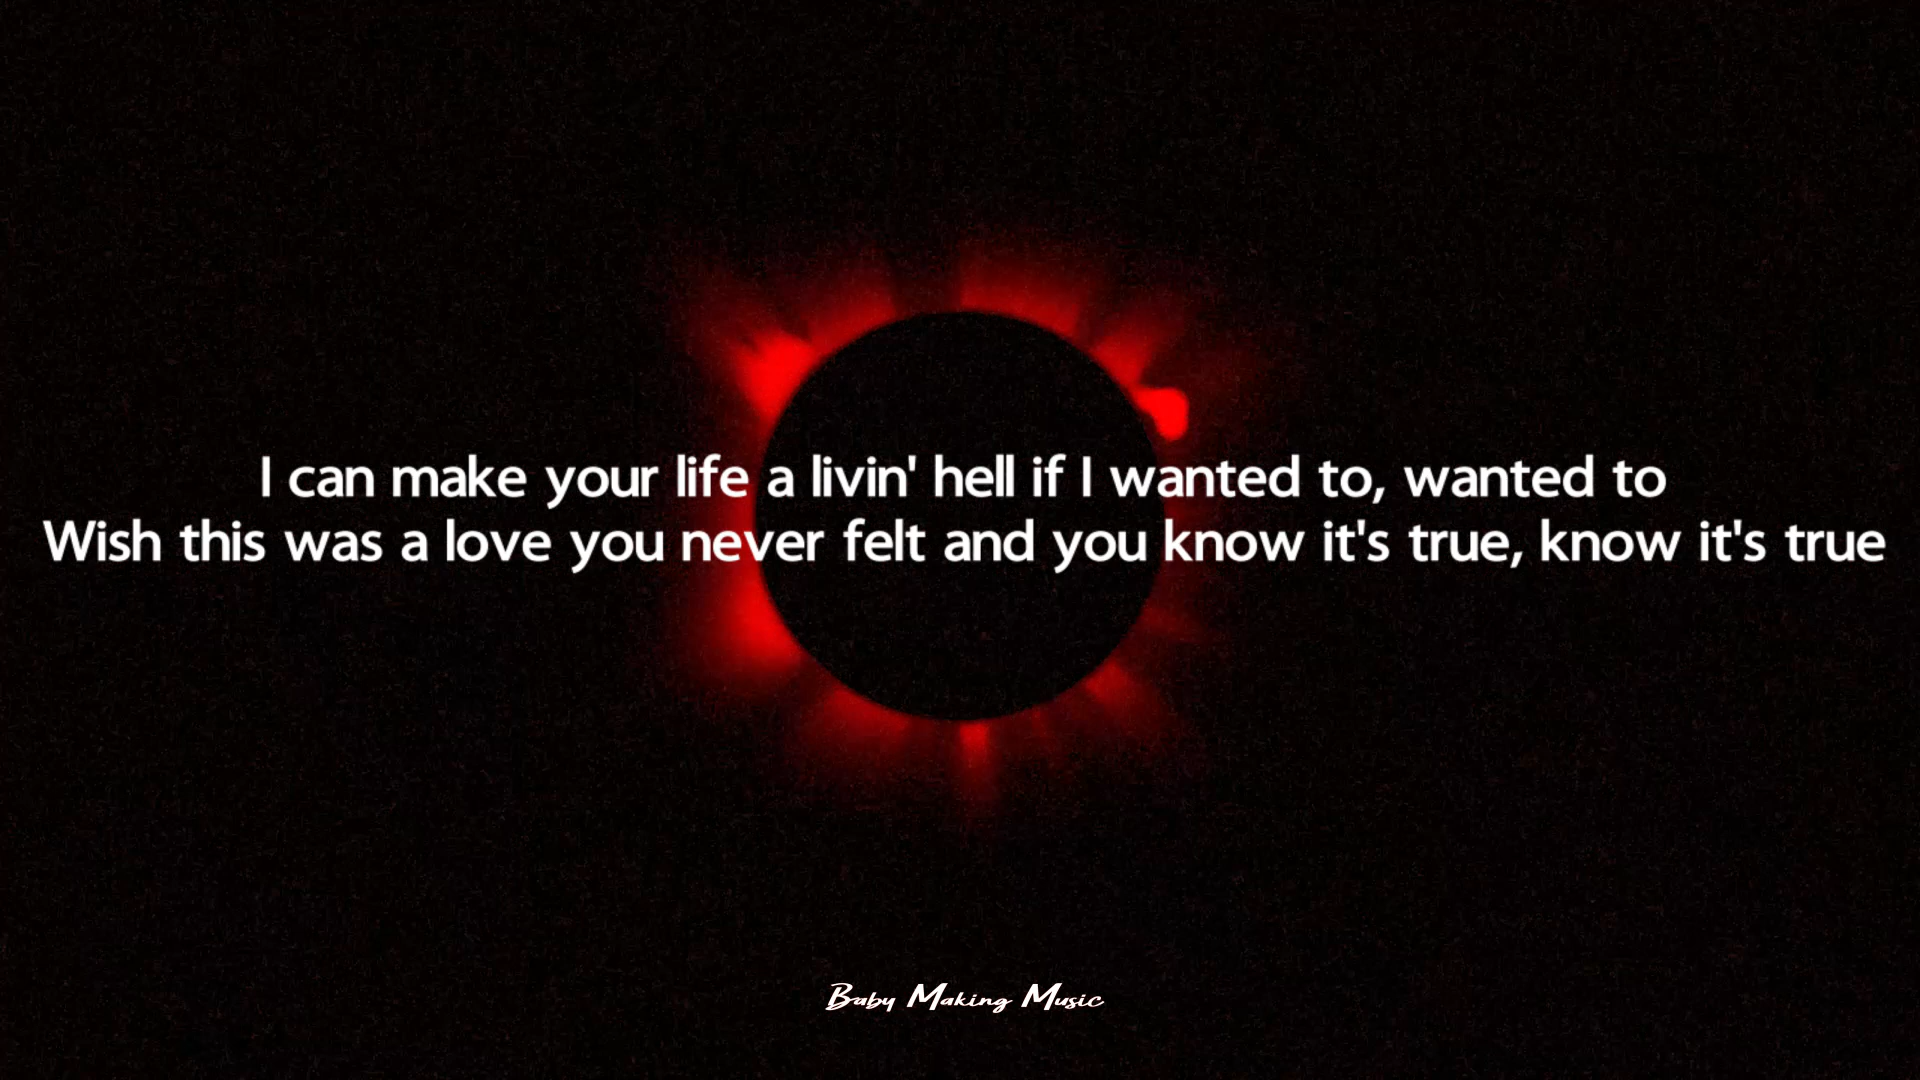 I can make your life a livin' hell if I wanted to, wanted to
Wish this was a love you never felt and you know it's true, know it's true
Baby Making Music